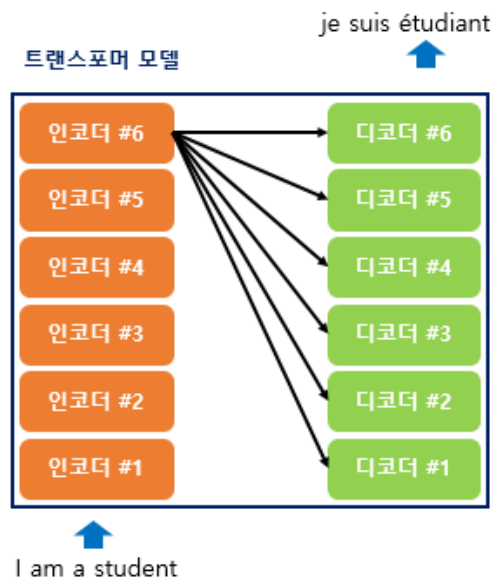 je suis étudiant
트랜스포머 모델
인코더 #6
디코더 #6
인코더 #5
디코더 #5
인코더 #4
디코더 #4
인코더 #3
디코더 #3
인코더 #2
디코더 #2
인코더 #1
디코더 #1
I am a student